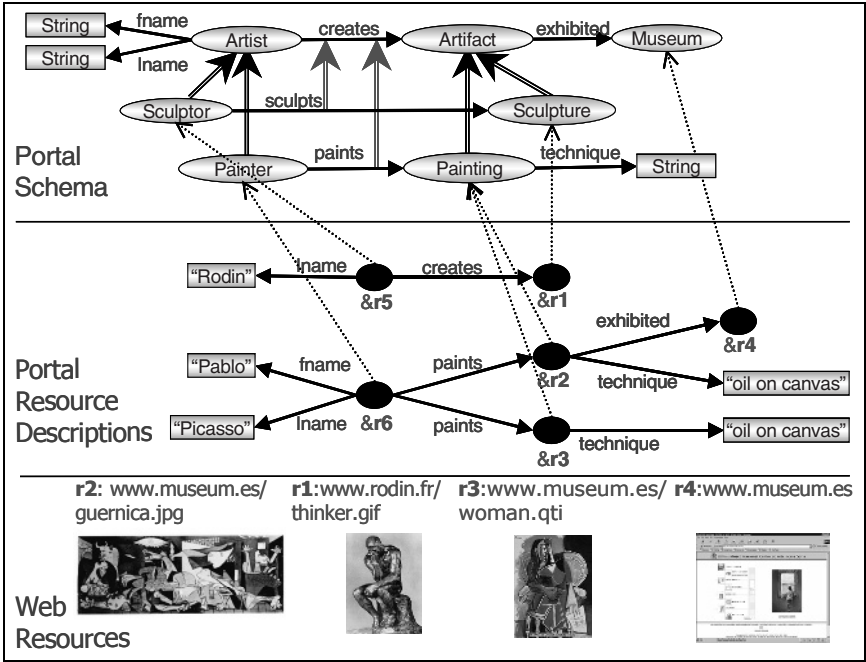 String
fname
Artist
creates
Artifact
exhibited
Museum
String
lname
Sculptor
sculpts
Sculpture
Portal
Schema
Painter
paints
Painting
technique
String
“Rodin”
lname
&r5
creates
&r1
exhibited
&r4
Portal
Resource
Descriptions
“Pablo”
fname
paints
&r2
technique
“oil on canvas”
“Picasso”
lname
&r6
paints
&r3
technique
“oil on canvas”
r2: www.museum.es/
guernica.jpg
r1:www.rodin.fr/
thinker.gif
r3:www.museum.es/
woman.qti
r4:www.museum.es
Web
Resources